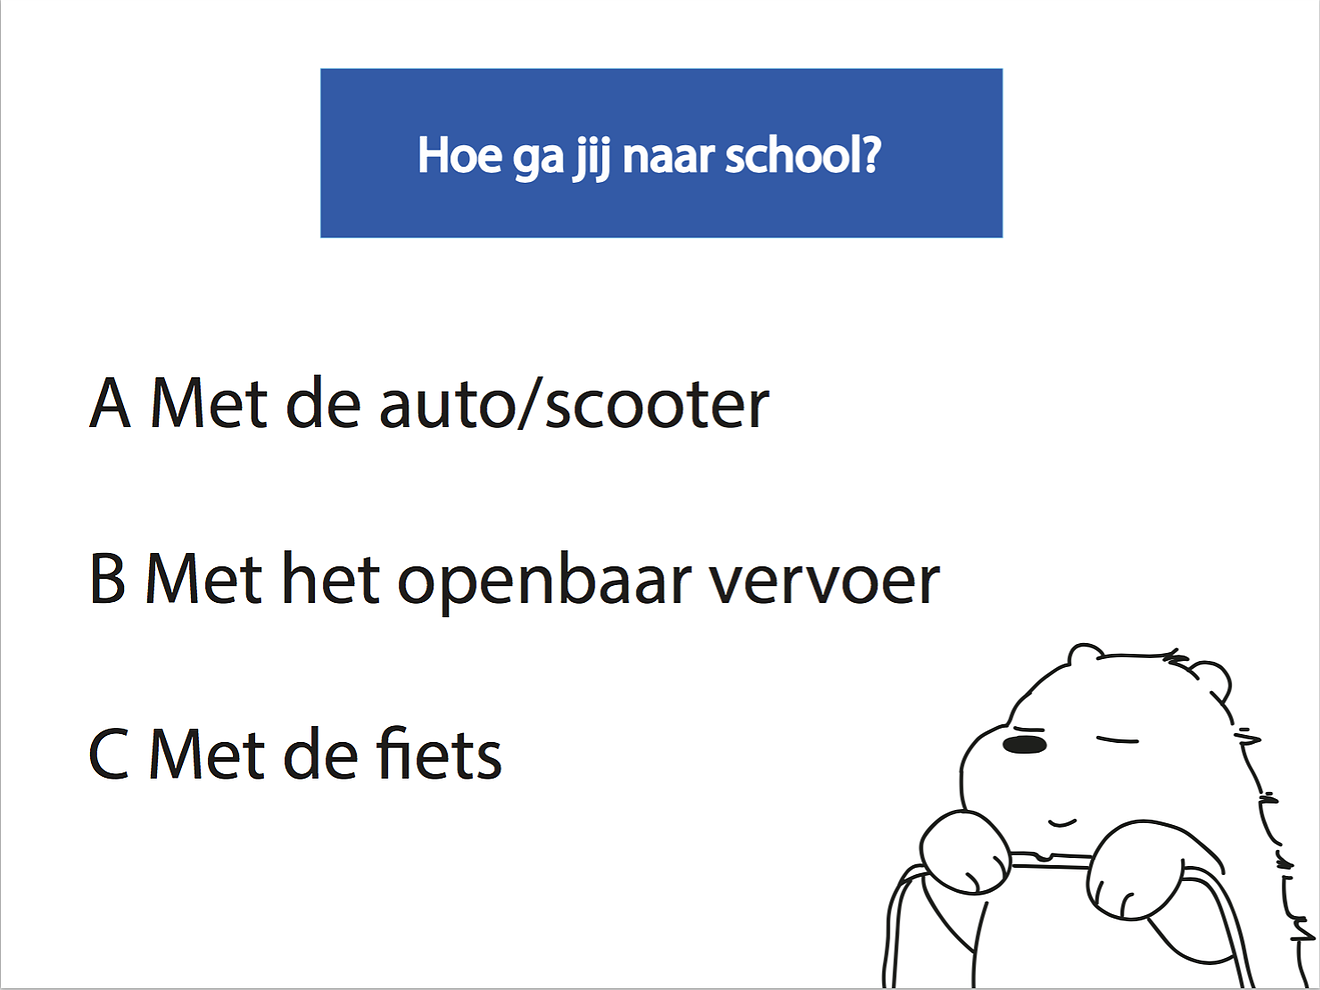 Hoe ga jij naar school?
A Met de auto/scooter
B Met het openbaar vervoer
C Met de fiets